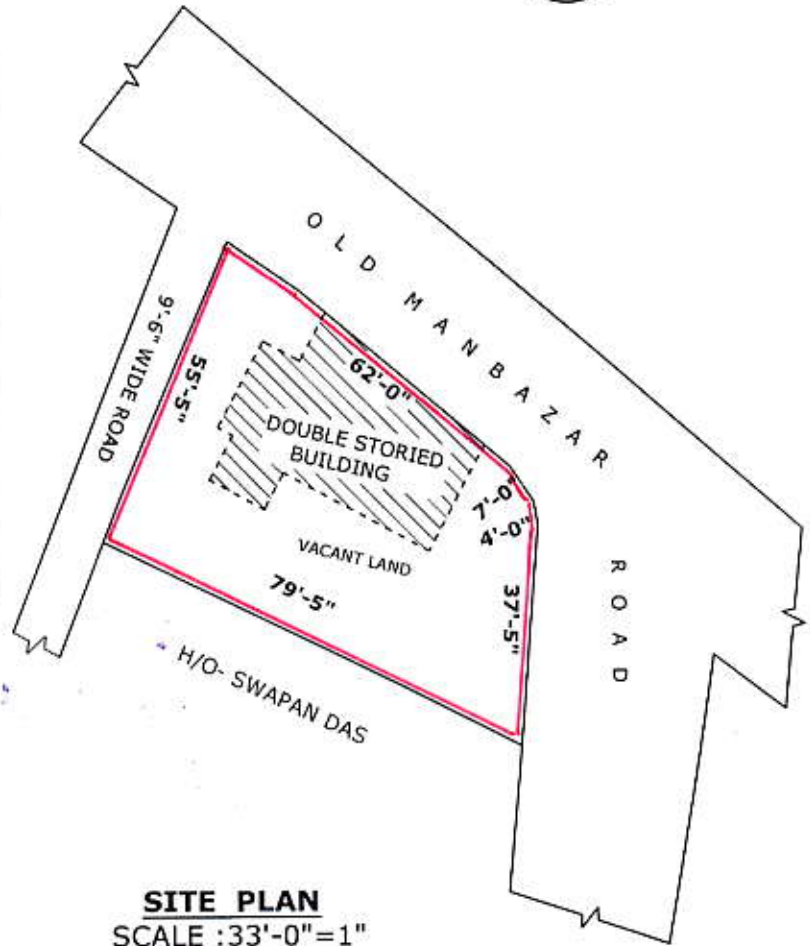 OLD MANBAZAR ROAD
9'-6" WIDE ROAD
55'-5"
62'-0"
DOUBLE STORIED
BUILDING
7'-0"
4'-0"
VACANT LAND
79'-5"
37'-5"
H/O- SWAPAN DAS
SITE PLAN
SCALE :33'-0"=1"